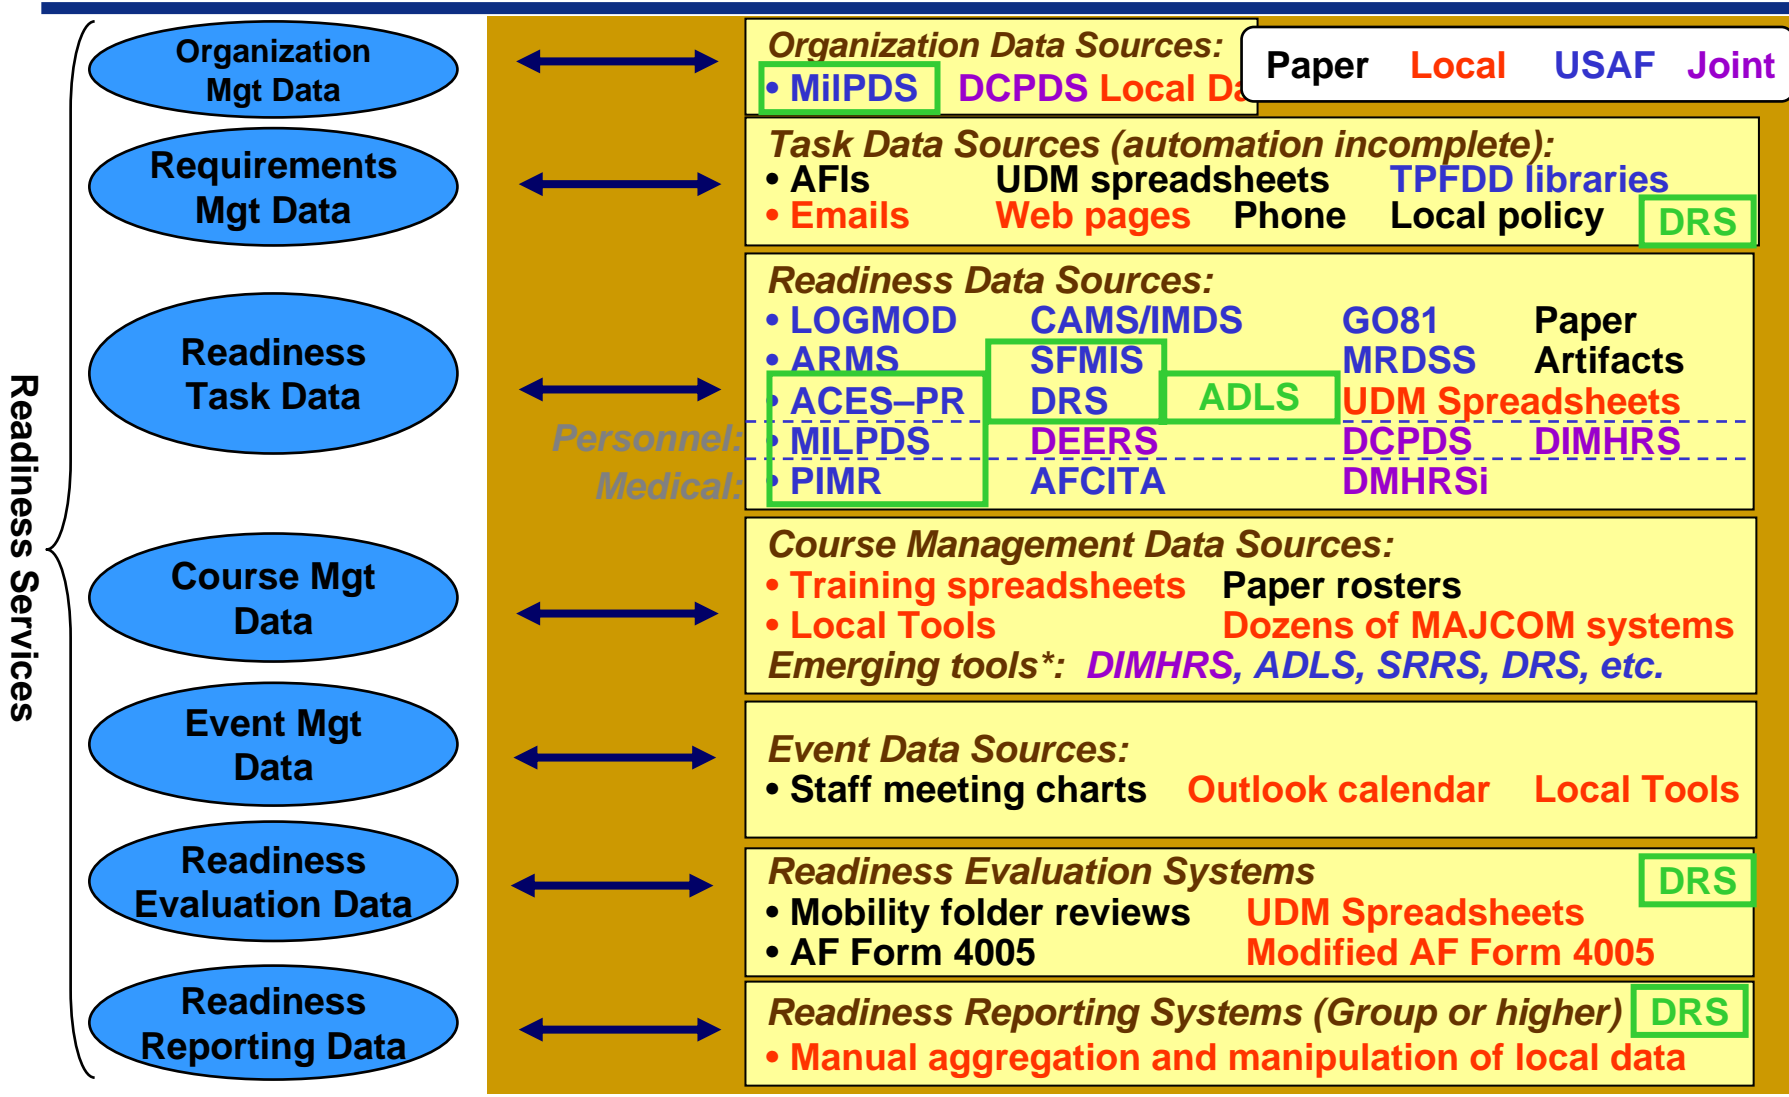 Readiness Services
Organization
Mgt Data
Requirements
Mgt Data
Readiness
Task Data
Course Mgt
Data
Event Mgt
Data
Readiness
Evaluation Data
Readiness
Reporting Data
Paper Local USAF Joint
Organization Data Sources:
• MilPDS DCPDS Local
Task Data Sources (automation incomplete):
• AFIs UDM spreadsheets TPFDD libraries
• Emails Web pages Phone Local policy DRS
Readiness Data Sources:
• LOGMOD CAMS/IMDS GO81 Paper
• ARMS SFMIS MRDSS Artifacts
• ACES–PR DRS ADLS UDM Spreadsheets
Personnel: • MILPDS DEERS DCPDS DIMHRS
Medical: • PIMR AFCITA DMHRSi
Course Management Data Sources:
• Training spreadsheets Paper rosters
• Local Tools Dozens of MAJCOM systems
Emerging tools*: DIMHRS, ADLS, SRRS, DRS, etc.
Event Data Sources:
• Staff meeting charts Outlook calendar Local Tools
Readiness Evaluation Systems DRS
• Mobility folder reviews UDM Spreadsheets
• AF Form 4005 Modified AF Form 4005
Readiness Reporting Systems (Group or higher) DRS
• Manual aggregation and manipulation of local data